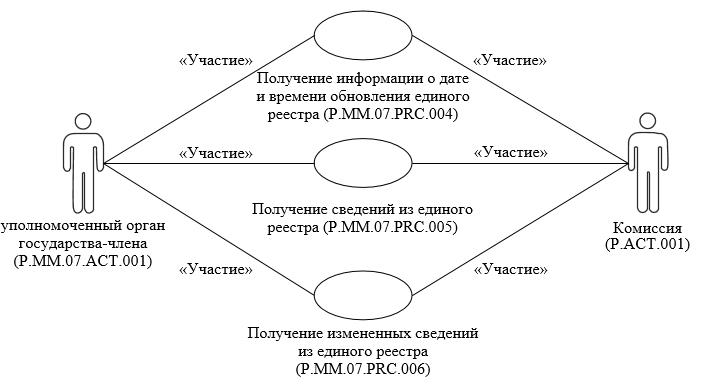 «Участие»
«Участие»
Получение информации о дате
и времени обновления единого
реестра (P.MM.07.PRC.004)
«Участие»
«Участие»
уполномоченный орган
государства-члена
(P.MM.07.ACT.001)
Получение сведений из единого
реестра (P.MM.07.PRC.005)
Комиссия
(P.ACT.001)
«Участие»
«Участие»
Получение измененных сведений
из единого реестра
(P.MM.07.PRC.006)